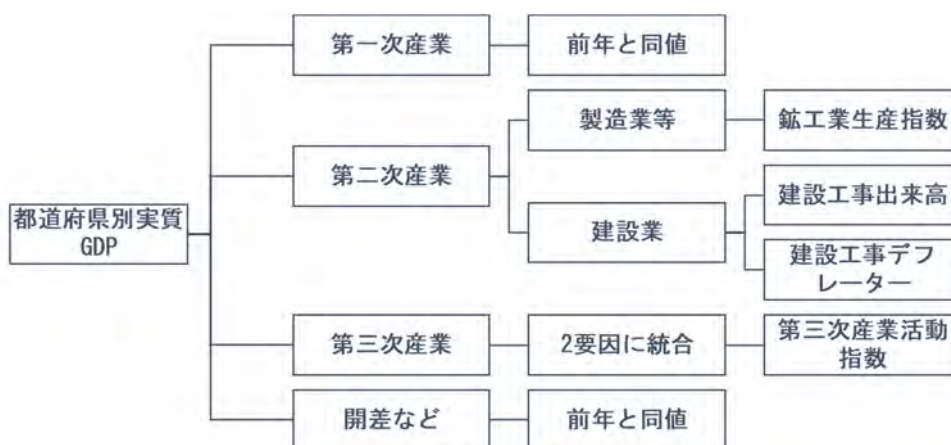 都道府県別実質
GDP
第一次産業
前年と同値
第二次産業
製造業等
鉱工業生産指数
建設業
建設工事出来高
建設工事デフ
レーター
第三次産業
2要因に統合
第三次産業活動
指数
開差など
前年と同値